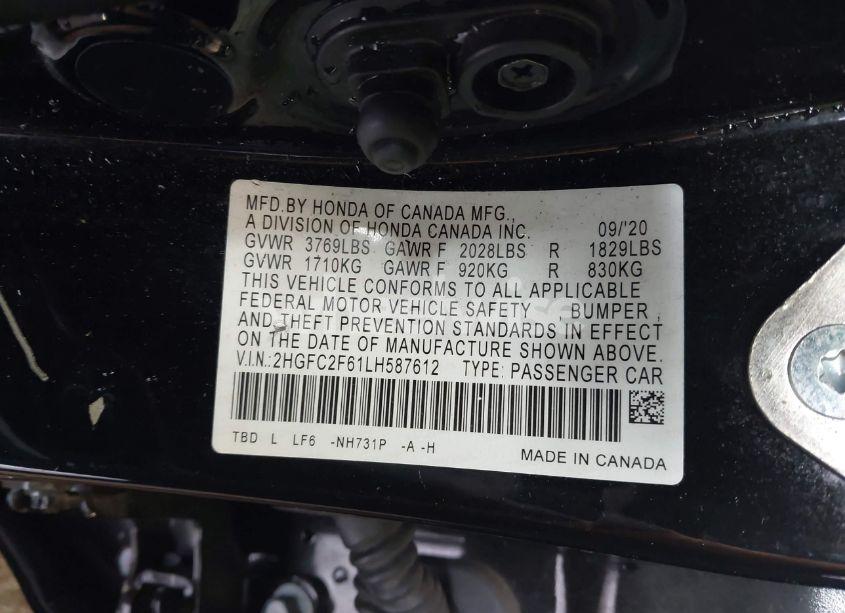 MFD.BY HONDA OF CANADA MFG.,
A DIVISION OF HONDA CANADA INC. 09/'20
GVWR 3769LBS GAWR F 2028LBS R 1829LBS
GVWR 1710KG GAWR F 920KG R 830KG
THIS VEHICLE CONFORMS TO ALL APPLICABLE
FEDERAL MOTOR VEHICLE SAFETY , BUMPER ,
AND THEFT PREVENTION STANDARDS IN EFFECT
ON THE DATE OF MANUFACTURE SHOWN ABOVE.
V.I.N.:2HGFC2F61LH587612 TYPE: PASSENGER CAR
TBD L LF6 -NH731P -A -H
MADE IN CANADA